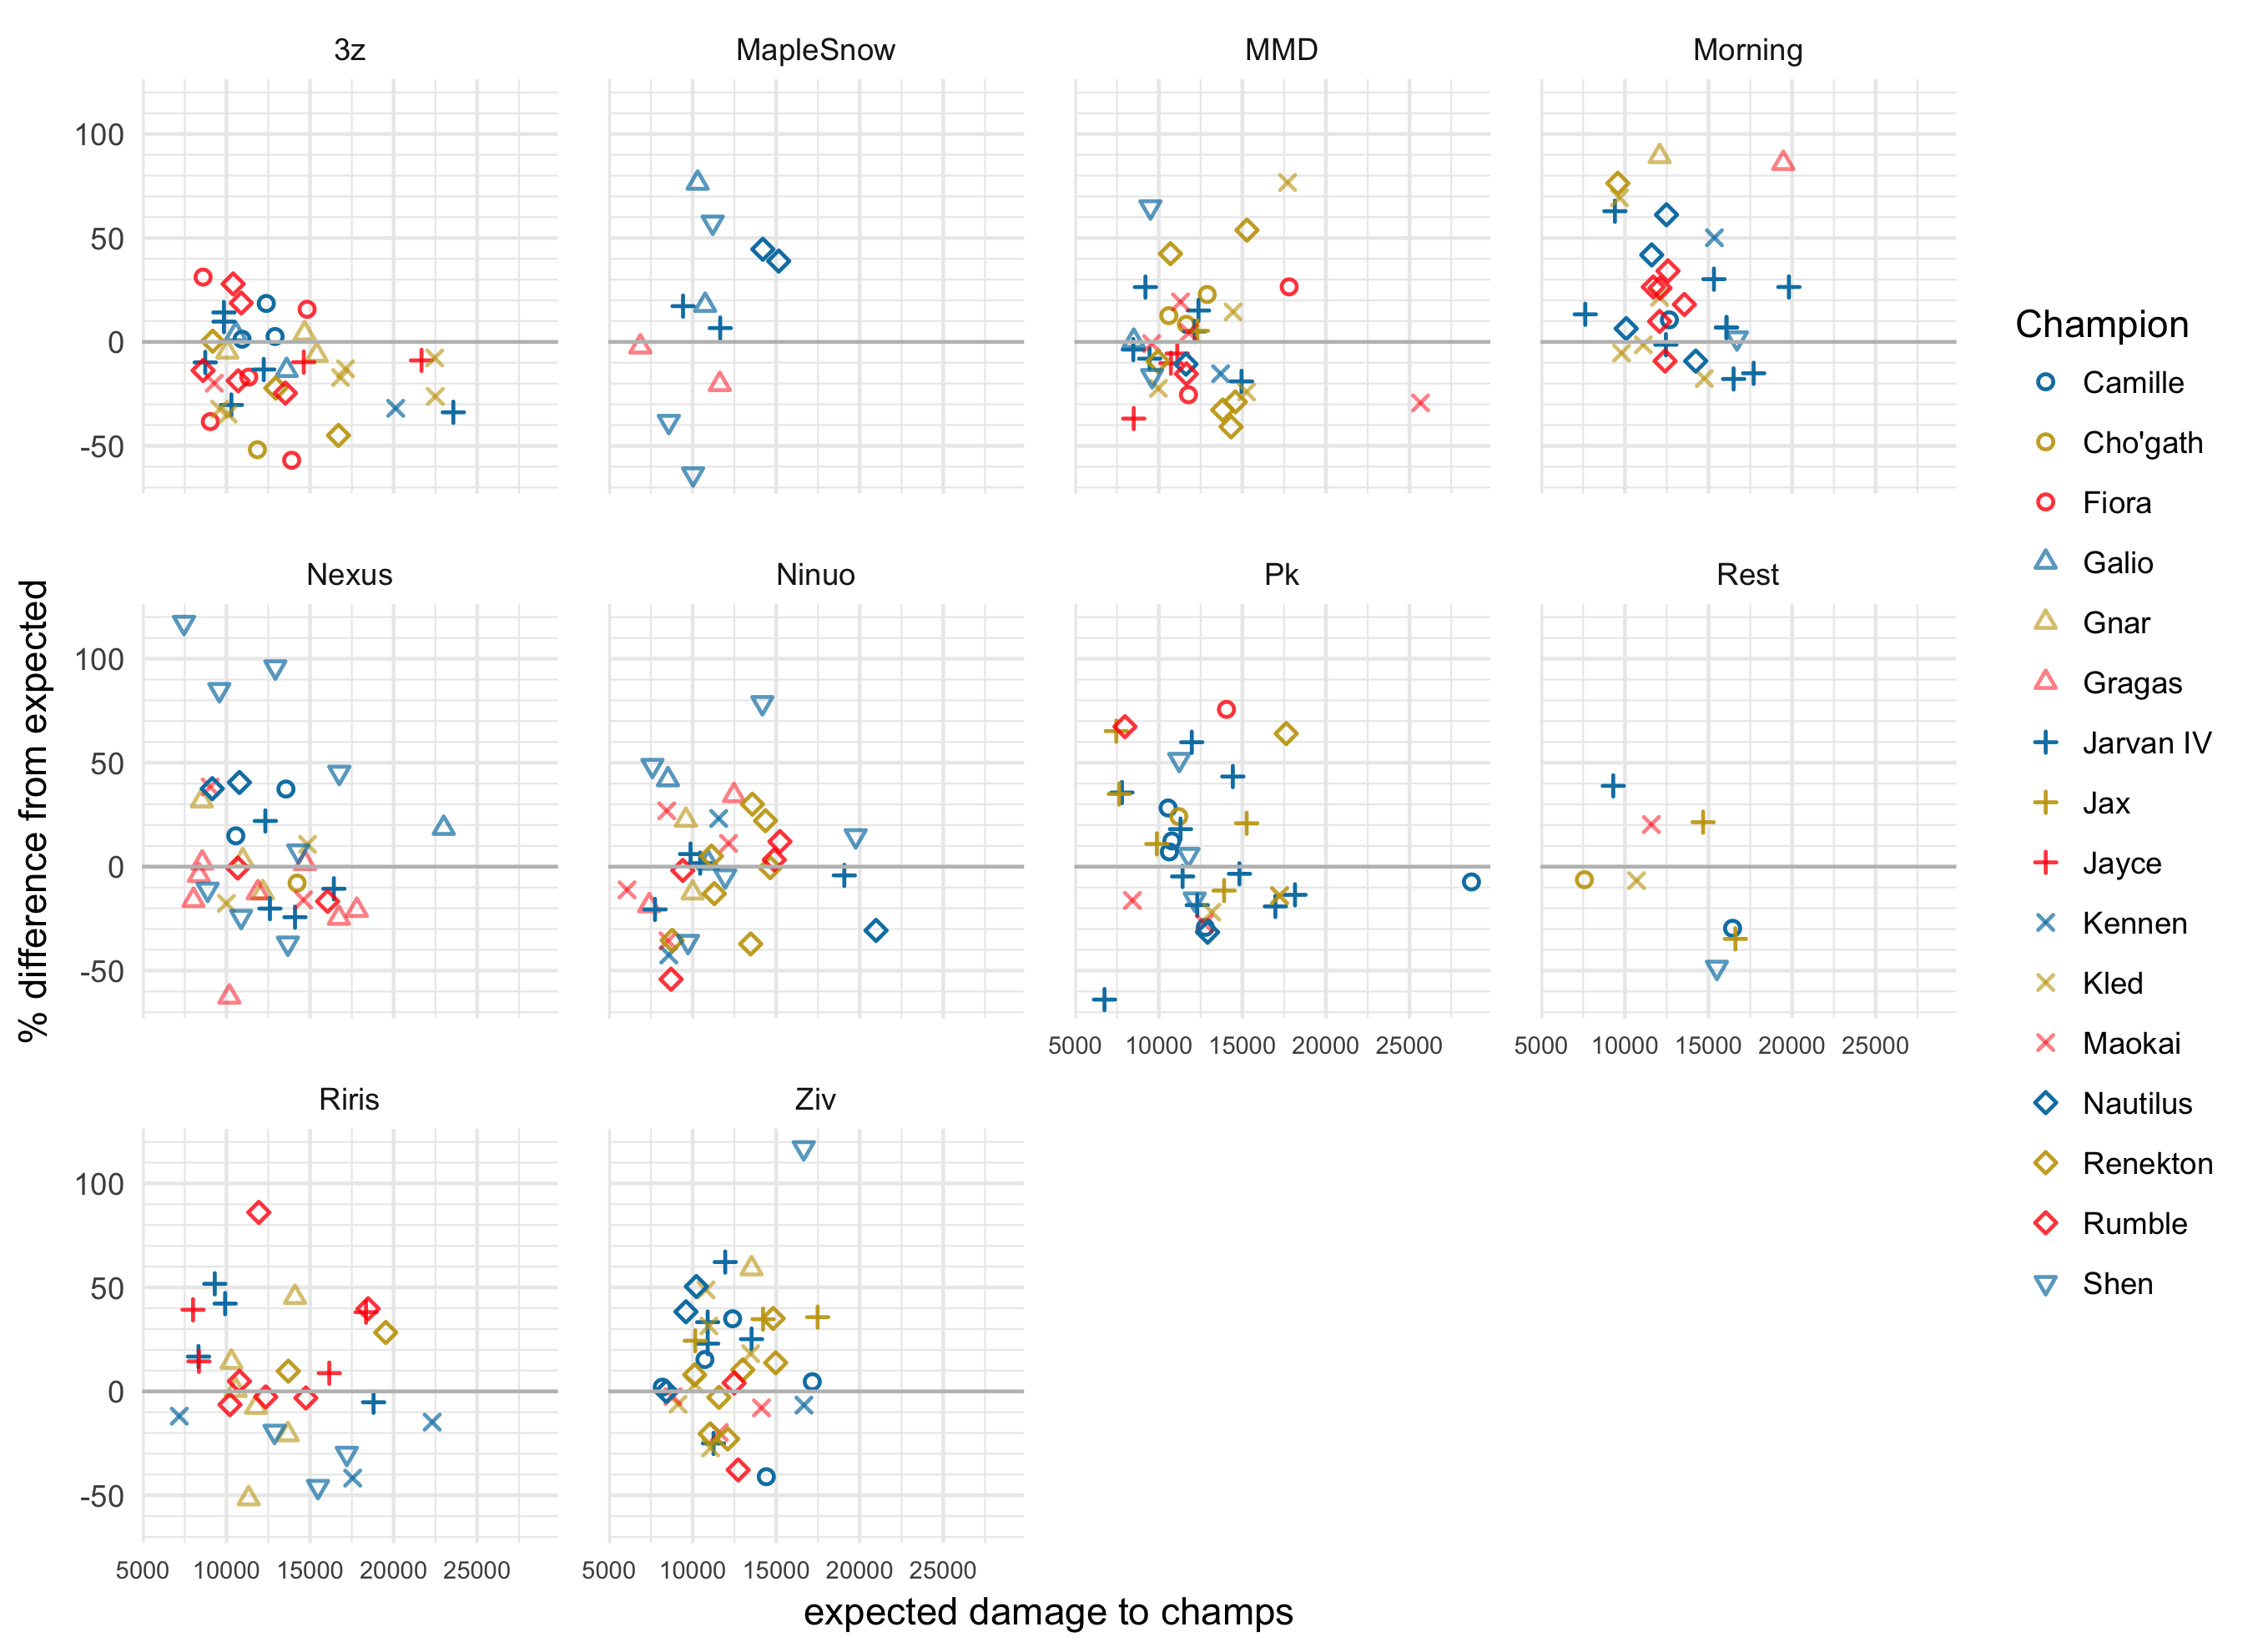 3z
MapleSnow
MMD
Morning
100
50
0
-50
Nexus
Ninuo
Pk
Rest
100
50
0
-50
5000 10000 15000 20000 25000
5000 10000 15000 20000 25000
Riris
Ziv
100
50
0
-50
5000 10000 15000 20000 25000
5000 10000 15000 20000 25000
expected damage to champs
% difference from expected
Champion
Camille
Cho'gath
Fiora
Galio
Gnar
Gragas
Jarvan IV
Jax
Jayce
Kennen
Kled
Maokai
Nautilus
Renekton
Rumble
Shen